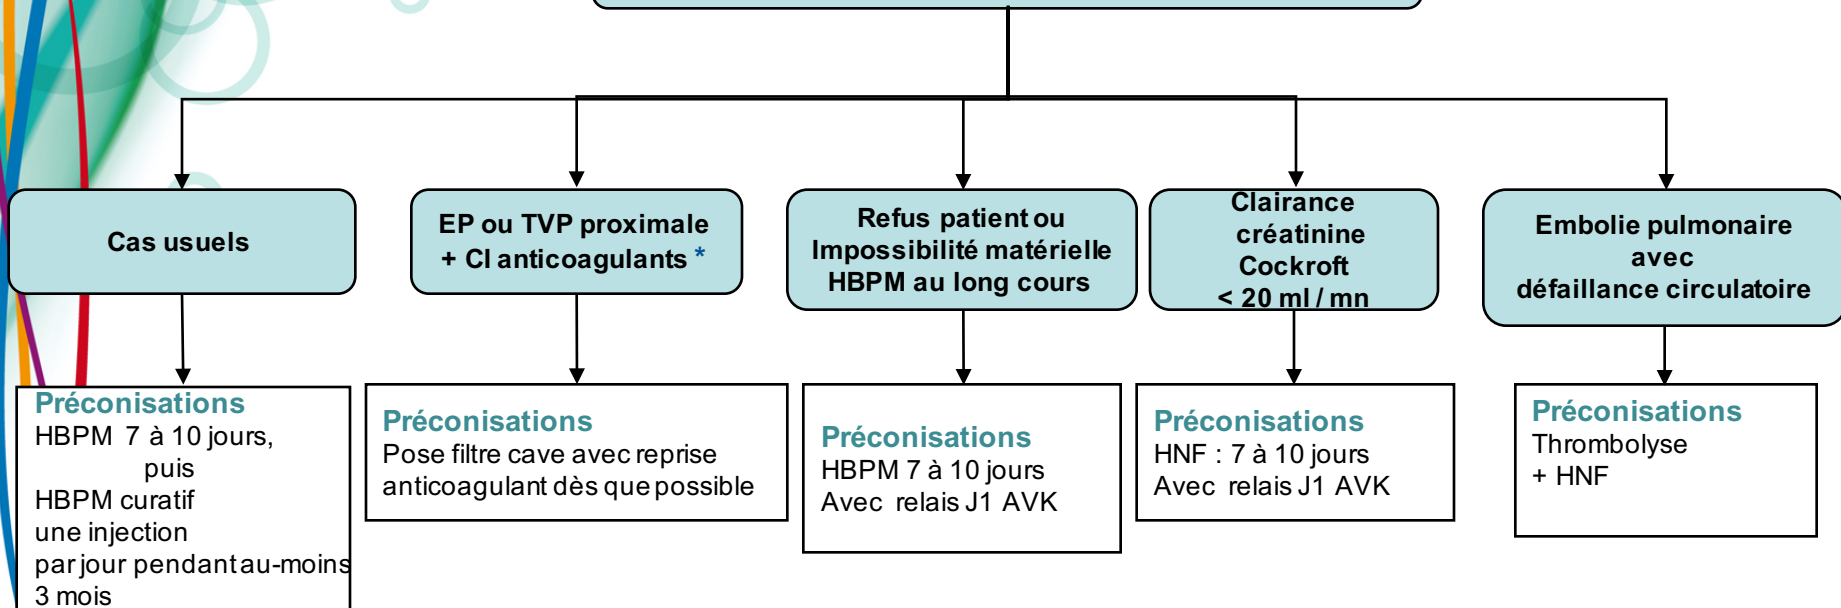 Cas usuels
EP ou TVP proximale
+ CI anticoagulants *
Refus patient ou
Impossibilité matérielle
HBPM au long cours
Clairance
créatinine
Cockroft
< 20 ml / mn
Embolie pulmonaire
avec
défaillance circulatoire
Préconisations
HBPM 7 à 10 jours,
puis
HBPM curatif
une injection
par jour pendant au-moins
3 mois
Préconisations
Pose filtre cave avec reprise
anticoagulant dès que possible
Préconisations
HBPM 7 à 10 jours
Avec relais J1 AVK
Préconisations
HNF : 7 à 10 jours
Avec relais J1 AVK
Préconisations
Thrombolyse
+ HNF